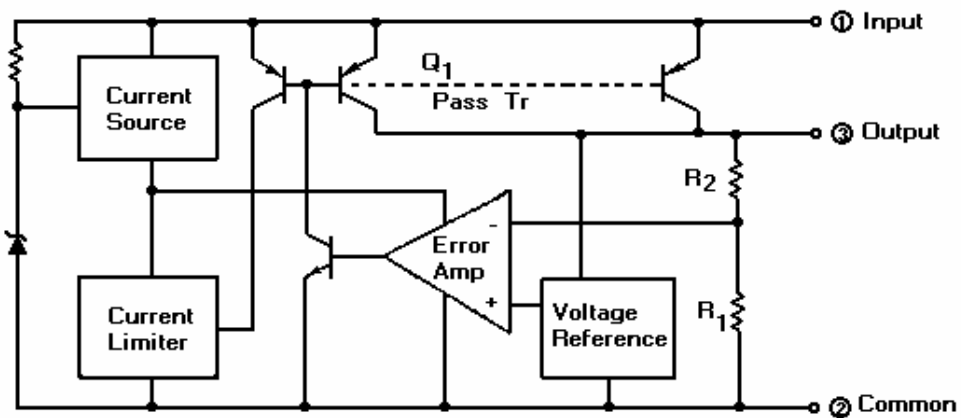 ① Input
Q1
Pass Tr
Current
Source
③ Output
R2
-
Error
Amp
+
Voltage
Reference
R1
Current
Limiter
② Common